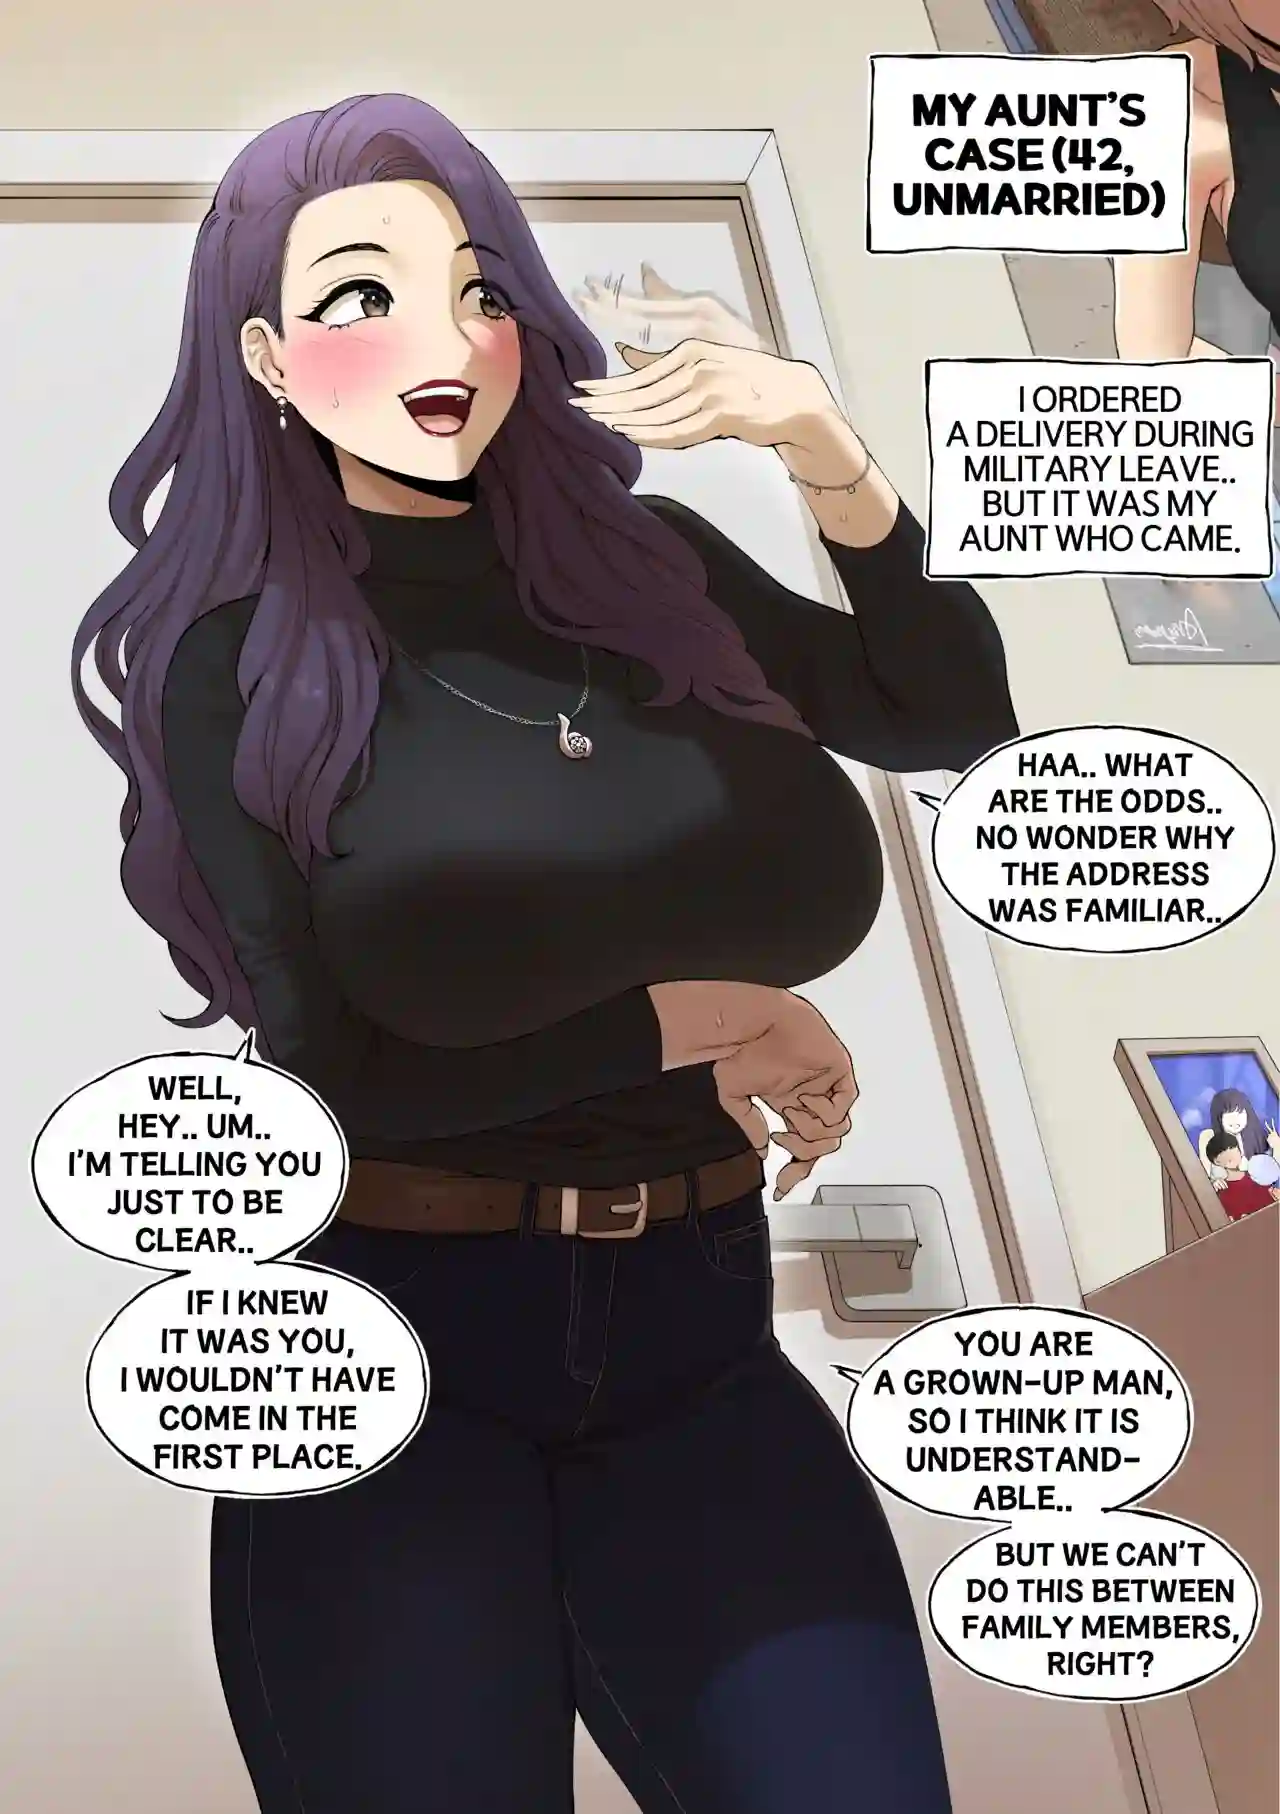 MY AUNT'S
CASE (42,
UNMARRIED)
I ORDERED
A DELIVERY DURING
MILITARY LEAVE..
BUT IT WAS MY
AUNT WHO CAME.
HAA.. WHAT
ARE THE ODDS..
NO WONDER WHY
THE ADDRESS
WAS FAMILIAR..
WELL,
HEY.. UM..
I'M TELLING YOU
JUST TO BE
CLEAR..
IF I KNEW
IT WAS YOU,
I WOULDN'T HAVE
COME IN THE
FIRST PLACE.
YOU ARE
A GROWN-UP MAN,
SO I THINK IT IS
UNDERSTAND-
ABLE..
BUT WE CAN'T
DO THIS BETWEEN
FAMILY MEMBERS,
RIGHT?